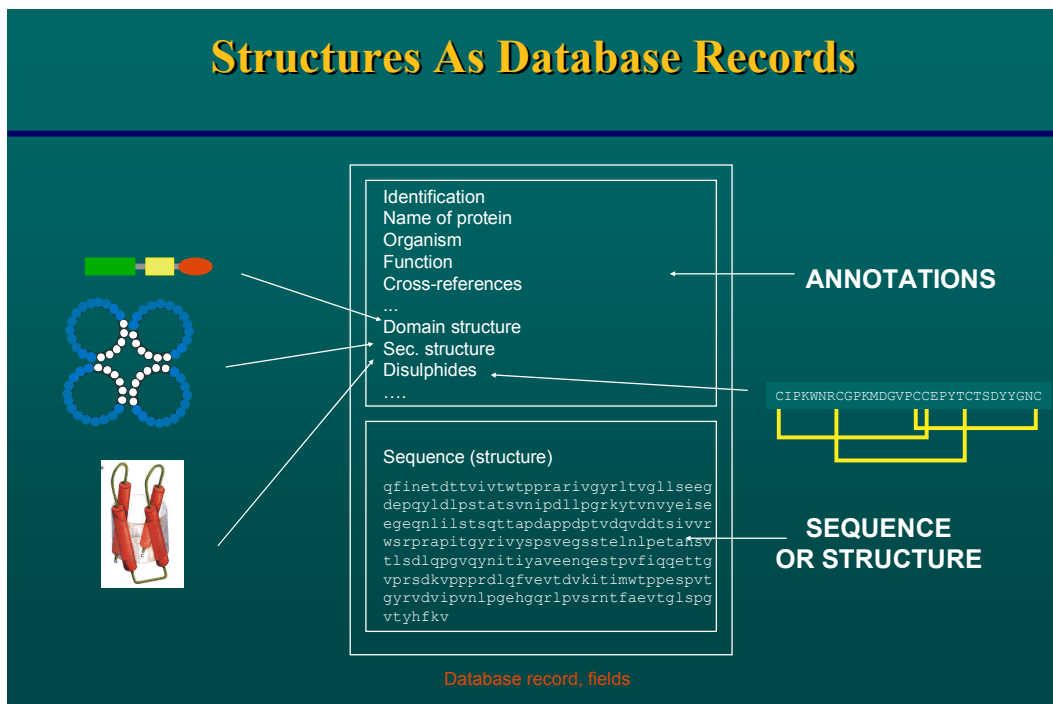 Structures As Database Records
Identification
Name of protein
Organism
Function
Cross-references
...
Domain structure
Sec. structure
Disulphides
....
ANNOTATIONS
CIPKWNRCGPKMDGVPCCEPYTCTSDYYGNC
Sequence (structure)
qfinetdttvivtwtpprarivgyrltvgllseeg
depqyldlpstatsvnipdllpgrkytvnvyeise
egeqnlilstsqttapdappdptvdqvddtsivvr
wsrprapitgyrivyspsvegsstelnlpetansv
tlsdlqpgvqynitiyaveenqestpvfiqqettg
vprsdkvppprdlqfvevtdvkitimwtppespvt
gyrvdvipvnlpgehgqrlpvsrntfaevtglspg
vtyhfkv
SEQUENCE
OR STRUCTURE
Database record, fields